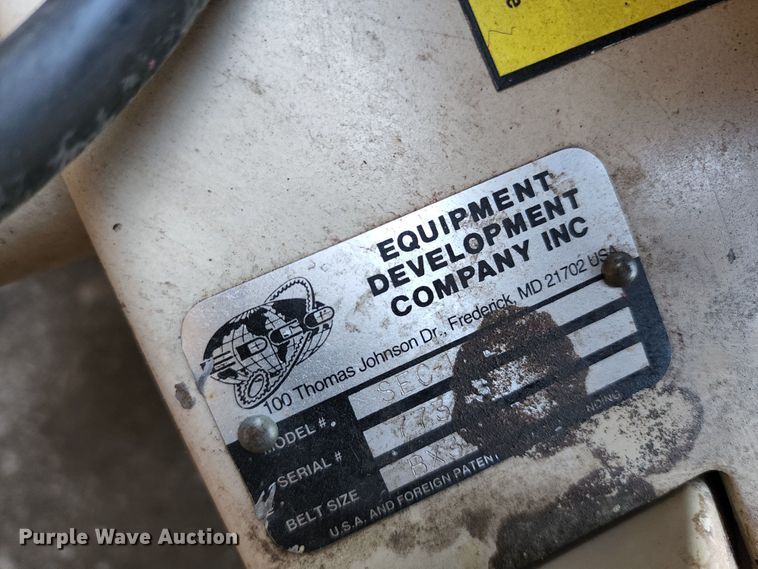 EQUIPMENT
DEVELOPMENT
COMPANY INC
100 Thomas Johnson Dr., Frederick, MD 21702 USA
MODEL #. SEC
SERIAL #
BELT SIZE
U.S.A. AND FOREIGN PATENT
Purple Wave Auction